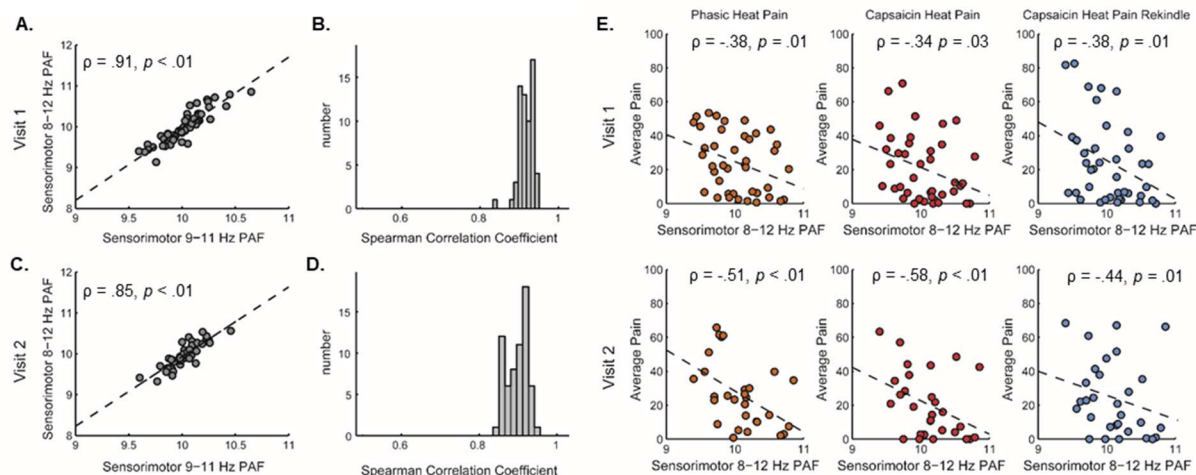 A.
ρ = .91, p < .01
Visit 1
Sensorimotor 8−12 Hz PAF
12
11
10
9
8
9
9.5
10
10.5
11
Sensorimotor 9−11 Hz PAF
B.
number
15
10
5
0
0.6
0.8
1
Spearman Correlation Coefficient
C.
ρ = .85, p < .01
Visit 2
Sensorimotor 8−12 Hz PAF
12
11
10
9
8
9
9.5
10
10.5
11
Sensorimotor 9−11 Hz PAF
D.
number
15
10
5
0
0.6
0.8
1
Spearman Correlation Coefficient
E.
Visit 1
Phasic Heat Pain
ρ = -.38, p = .01
Average Pain
100
80
60
40
20
0
9
10
11
Sensorimotor 8−12 Hz PAF
Capsaicin Heat Pain
ρ = -.34 p = .03
Average Pain
100
80
60
40
20
0
9
10
11
Sensorimotor 8−12 Hz PAF
Capsaicin Heat Pain Rekindle
ρ = -.38, p = .01
Average Pain
100
80
60
40
20
0
9
10
11
Sensorimotor 8−12 Hz PAF
Visit 2
ρ = -.51, p < .01
Average Pain
100
80
60
40
20
0
9
10
11
Sensorimotor 8−12 Hz PAF
ρ = -.58, p < .01
Average Pain
100
80
60
40
20
0
9
10
11
Sensorimotor 8−12 Hz PAF
ρ = -.44, p = .01
Average Pain
100
80
60
40
20
0
9
10
11
Sensorimotor 8−12 Hz PAF